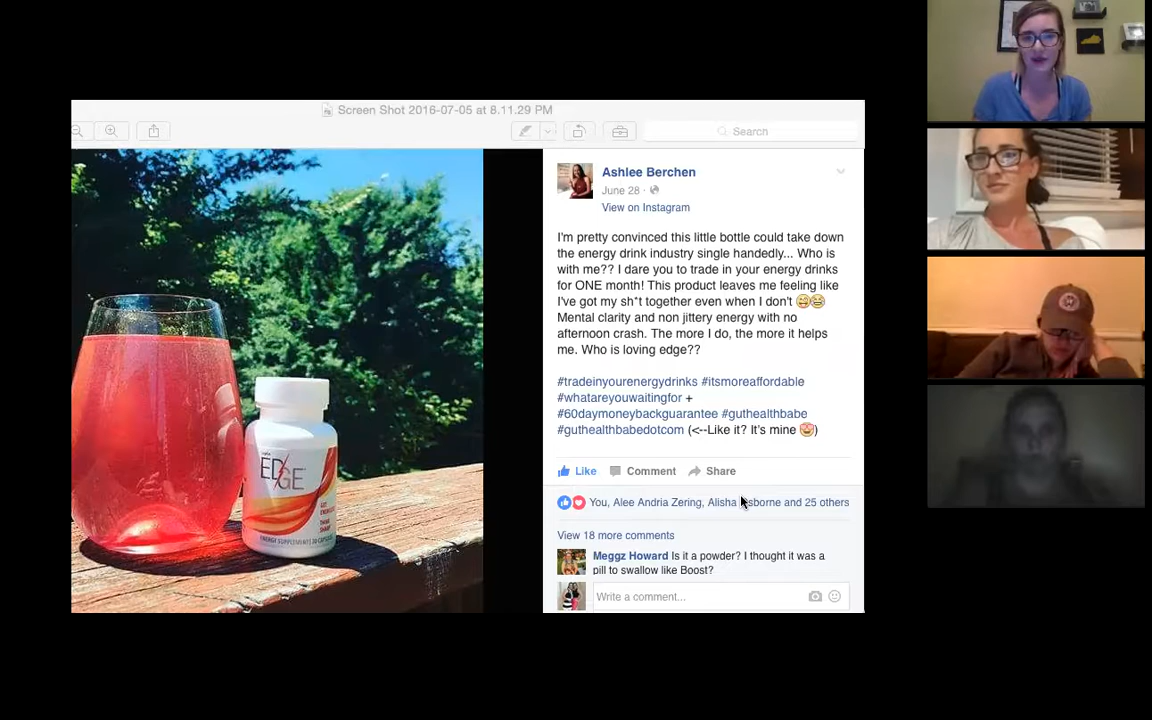 Screen Shot 2016-07-05 at 8.11.29 PM
Search
Ashlee Berchen
June 28
View on Instagram
I'm pretty convinced this little bottle could take down
the energy drink industry single handedly... Who is
with me?? I dare you to trade in your energy drinks
for ONE month! This product leaves me feeling like
I've got my sh*t together even when I don't 😜😂
Mental clarity and non jittery energy with no
afternoon crash. The more I do, the more it helps
me. Who is loving edge??
#tradeinyourenergydrinks #itsmoreaffordable
#whatareyouwaitingfor +
#60daymoneybackguarantee #guthealthbabe
#guthealthbabedotcom (<--Like it? It's mine 😍)
Like Comment Share
You, Alee Andria Zering, Alisha and 25 others
View 18 more comments
Meggz Howard Is it a powder? I thought it was a
pill to swallow like Boost?
Write a comment...
EDGE
ENERGY SUPPLEMENT